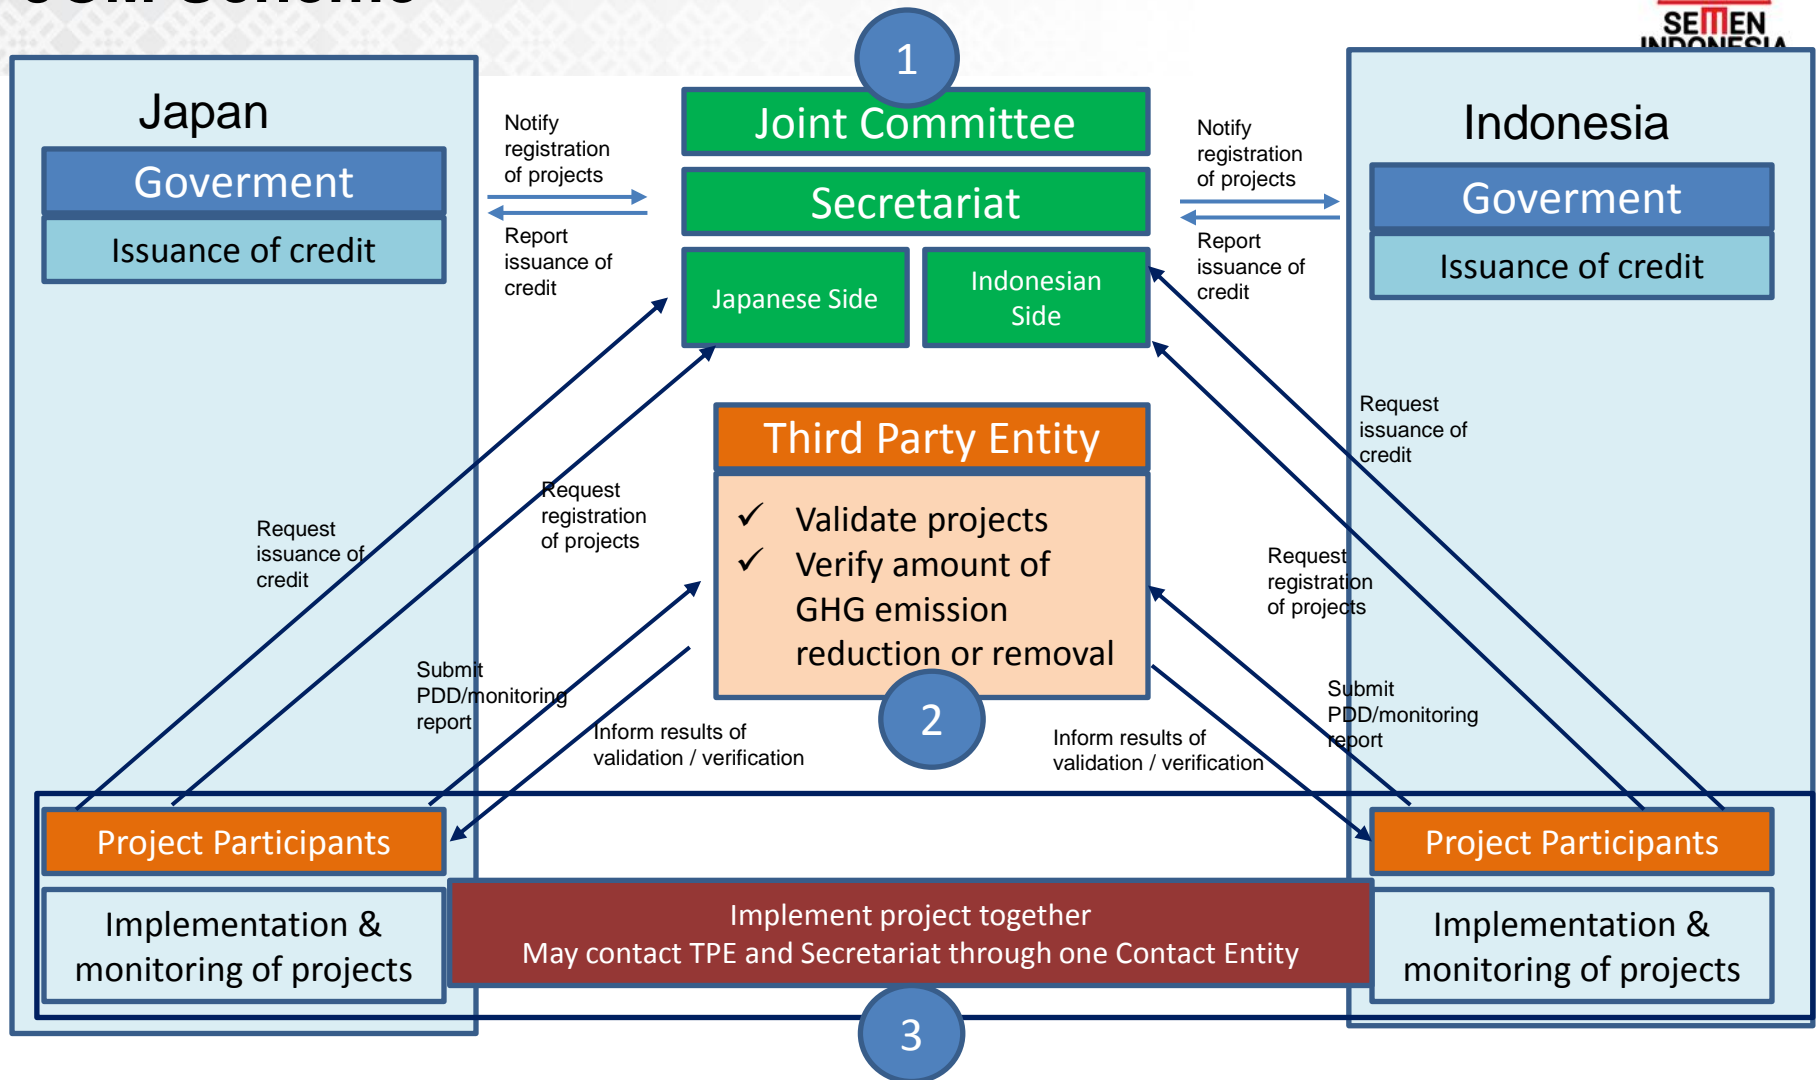 JCM Scheme
SEMEN
INDONESIA
1
Japan
Goverment
Issuance of credit
Notify
registration
of projects
Report
issuance of
credit
Joint Committee
Secretariat
Japanese Side
Indonesian
Side
Notify
registration
of projects
Report
issuance of
credit
Indonesia
Goverment
Issuance of credit
Third Party Entity
✓ Validate projects
✓ Verify amount of
GHG emission
reduction or removal
2
Request
issuance of
credit
Request
registration
of projects
Submit
PDD/monitoring
report
Inform results of
validation / verification
Request
issuance of
credit
Request
registration
of projects
Submit
PDD/monitoring
report
Inform results of
validation / verification
Project Participants
Implementation &
monitoring of projects
Implement project together
May contact TPE and Secretariat through one Contact Entity
Project Participants
Implementation &
monitoring of projects
3